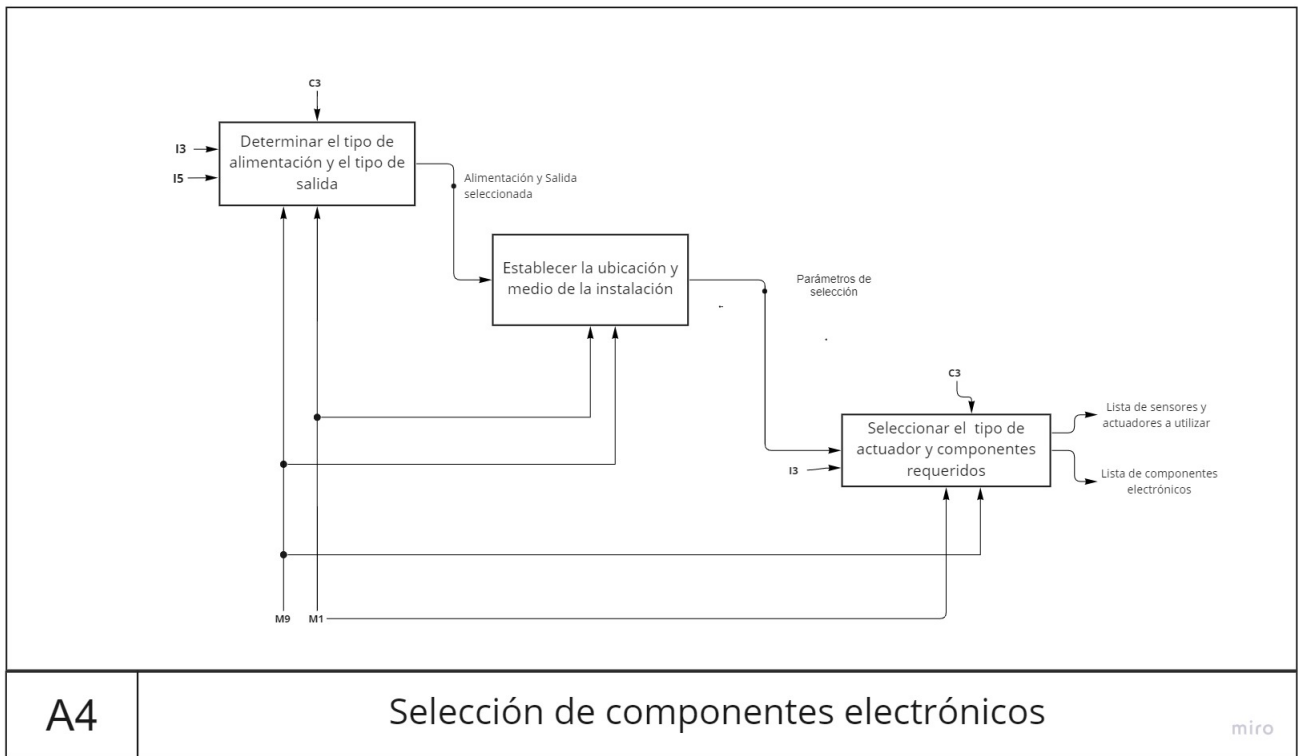 C3
Determinar el tipo de
alimentación y el tipo de
salida
I3
I5
Alimentación y Salida
seleccionada
Establecer la ubicación y
medio de la instalación
Parámetros de
selección
C3
Seleccionar el tipo de
actuador y componentes
requeridos
I3
Lista de sensores y
actuadores a utilizar
Lista de componentes
electrónicos
M9
M1
A4
Selección de componentes electrónicos
miro